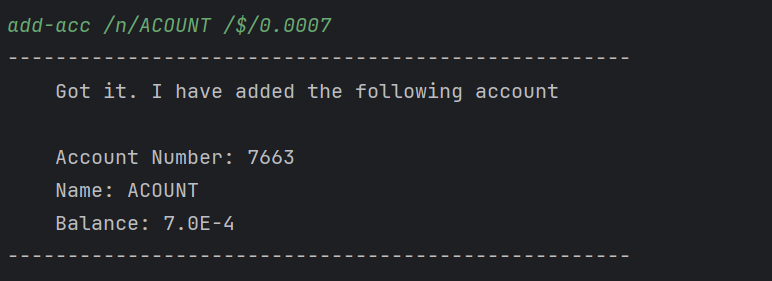 add-acc /n/ACOUNT /$/0.0007
----------------------------------------------------
Got it. I have added the following account
Account Number: 7663
Name: ACOUNT
Balance: 7.0E-4
----------------------------------------------------